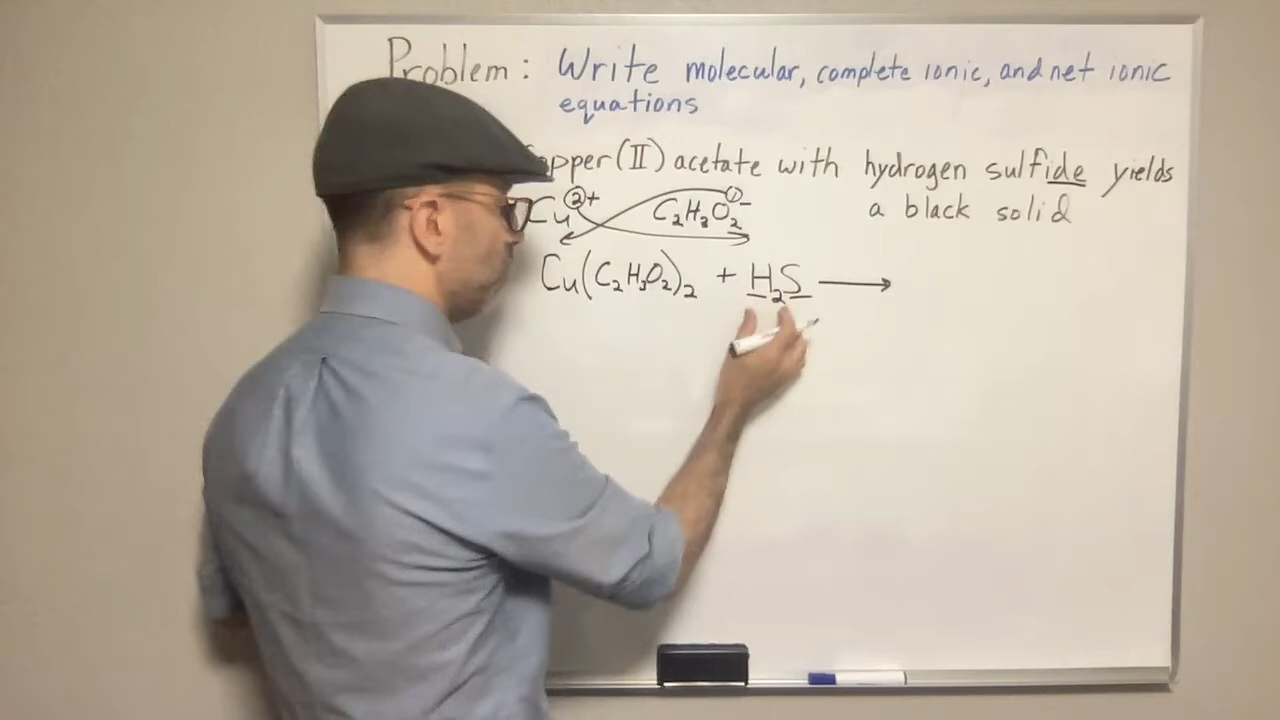 Problem: Write molecular, complete ionic, and net ionic
equations
Copper (II) acetate with hydrogen sulfide yields
a black solid
Cu²⁺ C₂H₃O₂⁻
Cu(C₂H₃O₂)₂ + H₂S ⟶